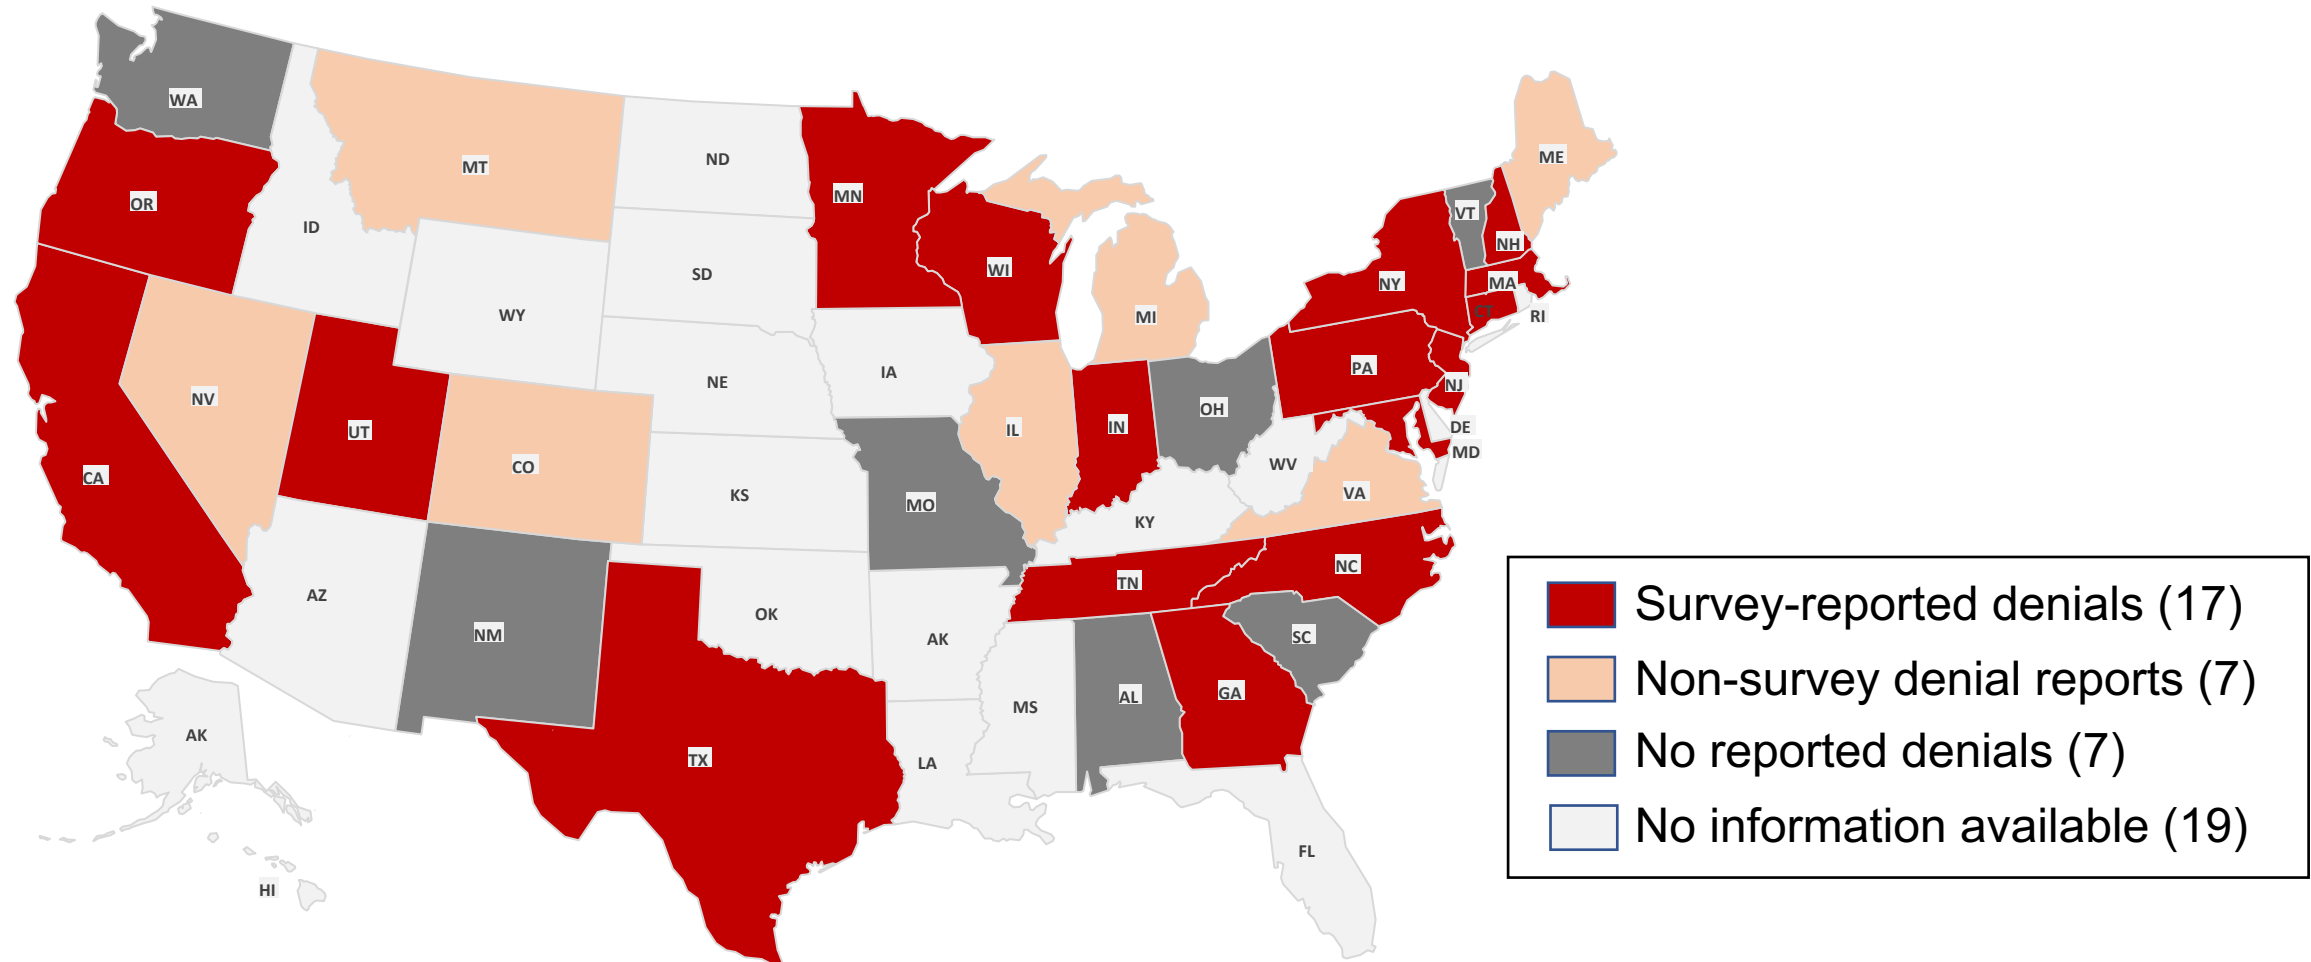 WA
MT
ND
ME
OR
MN
ID
VT
SD
WI
NH
NY
MA
WY
MI
CT
RI
IA
PA
NE
NJ
NV
OH
UT
IL
IN
DE
CO
MD
CA
WV
KS
VA
MO
KY
NC
TN
AZ
OK
NM
AK
SC
GA
AL
MS
AK
TX
LA
FL
HI
Survey-reported denials (17)
Non-survey denial reports (7)
No reported denials (7)
No information available (19)